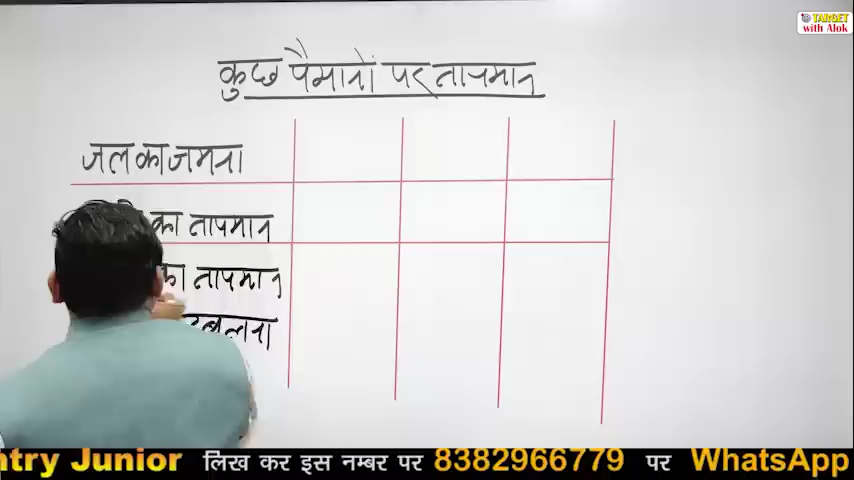 TARGET
with Alok
कुछ पैमानों पर तापमान
जल का जमना
का तापमान
का तापमान
उबलना
ntry Junior लिख कर इस नम्बर पर 8382966779 पर WhatsApp